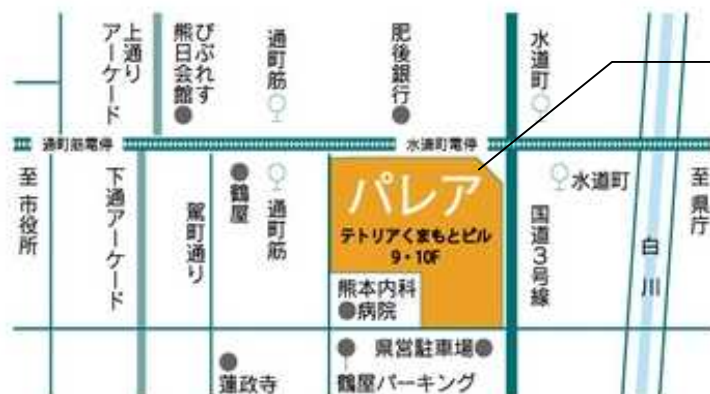 上通り
アーケード
びぷれす
熊日会館
通町筋
肥後銀行
水道町
通町筋電停
水道町電停
至 市役所
下通アーケード
駕町通り
鶴屋
通町筋
パレア
テトリアくまもとビル
9・10F
熊本内科
病院
水道町
国道3号線
白川
至 県庁
蓮政寺
県営駐車場
鶴屋パーキング